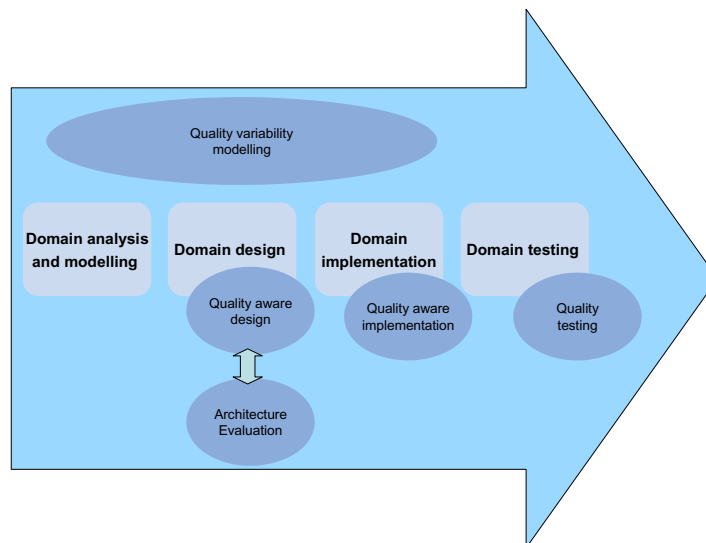 Quality variability
modelling
Domain analysis
and modelling
Domain design
Domain
implementation
Domain testing
Quality aware
design
Quality aware
implementation
Quality
testing
Architecture
Evaluation